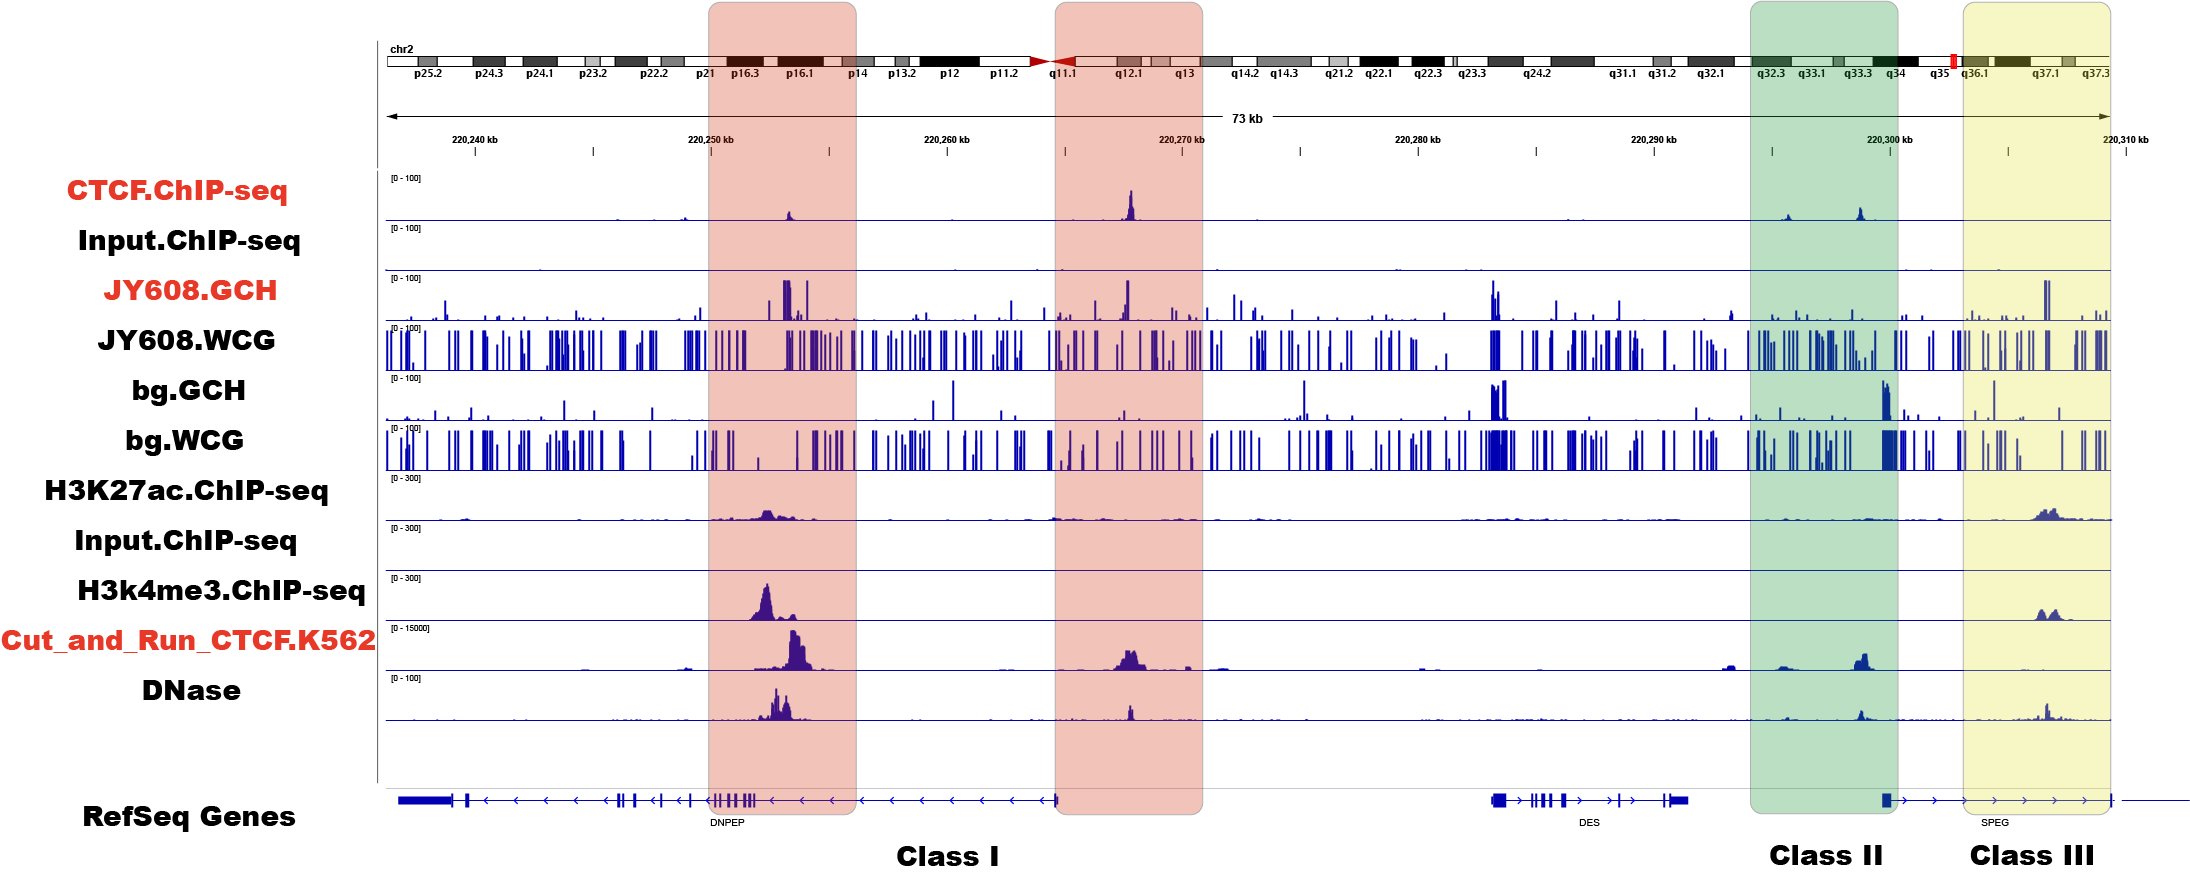 chr2
p25.2 p24.3 p24.1 p23.2 p22.2 p21 p16.3 p16.1 p14 p13.2 p12 p11.2 q11.1 q12.1 q13 q14.2 q14.3 q21.2 q22.1 q22.3 q23.3 q24.2 q31.1 q31.2 q32.1 q32.3 q33.1 q33.3 q34 q35 q36.1 q37.1 q37.3
73 kb
220,240 kb 220,250 kb 220,260 kb 220,270 kb 220,280 kb 220,290 kb 220,300 kb 220,310 kb
[0 - 100]
CTCF.ChIP-seq
[0 - 100]
Input.ChIP-seq
[0 - 100]
JY608.GCH
[0 - 100]
JY608.WCG
[0 - 100]
bg.GCH
[0 - 100]
bg.WCG
[0 - 300]
H3K27ac.ChIP-seq
[0 - 300]
Input.ChIP-seq
[0 - 300]
H3k4me3.ChIP-seq
[0 - 15000]
Cut_and_Run_CTCF.K562
[0 - 100]
DNase
RefSeq Genes
DNPEP DES SPEG
Class I Class II Class III